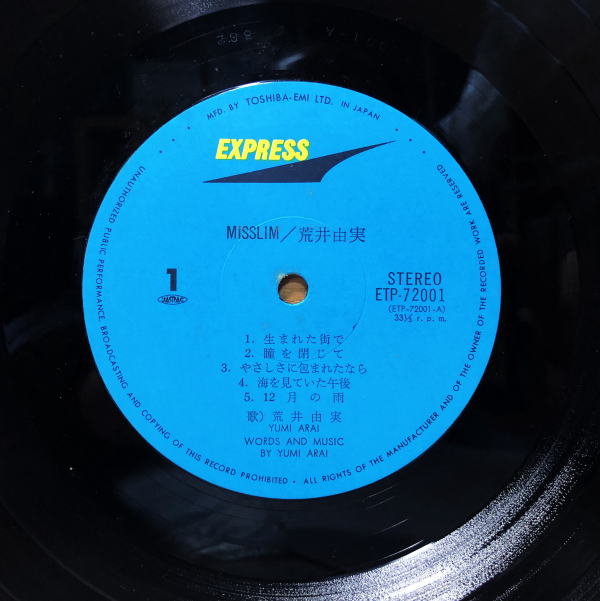 MFD. BY TOSHIBA-EMI LTD. IN JAPAN
EXPRESS
MISSLIM/荒井由実
1
JASRAC
STEREO
ETP-72001
(ETP-72001-A)
33⅓ r. p. m.
1. 生まれた街で
2. 瞳を閉じて
3. やさしさに包まれたなら
4. 海を見ていた午後
5. 12月の雨
歌) 荒井由実
YUMI ARAI
WORDS AND MUSIC
BY YUMI ARAI
UNAUTHORIZED PUBLIC PERFORMANCE, BROADCASTING AND COPYING OF THIS RECORD PROHIBITED • ALL RIGHTS OF THE MANUFACTURER AND OF THE OWNER OF THE RECORDED WORK ARE RESERVED